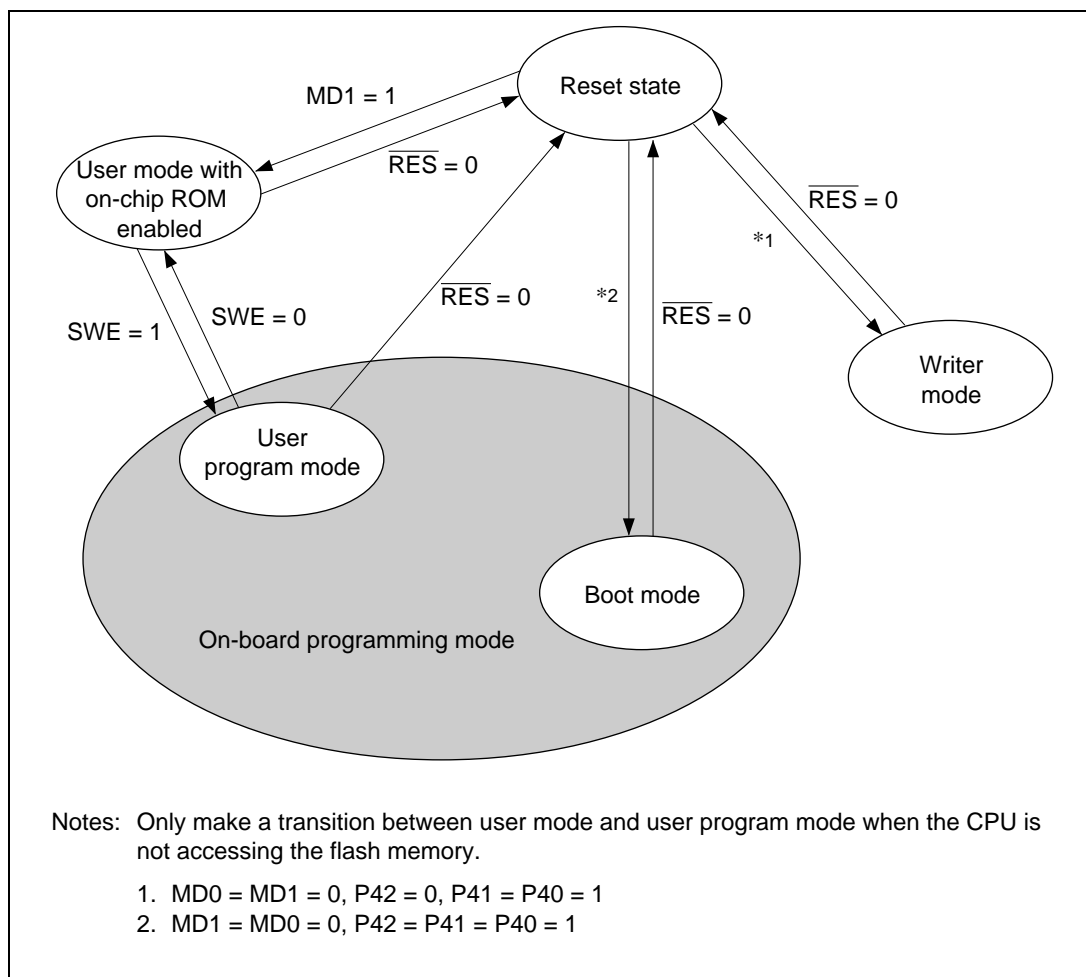 Reset state
MD1 = 1
RES = 0
User mode with
on-chip ROM
enabled
RES = 0
*1
RES = 0
*2
RES = 0
SWE = 1
SWE = 0
Writer
mode
User
program mode
Boot mode
On-board programming mode
Notes: Only make a transition between user mode and user program mode when the CPU is
not accessing the flash memory.
1. MD0 = MD1 = 0, P42 = 0, P41 = P40 = 1
2. MD1 = MD0 = 0, P42 = P41 = P40 = 1